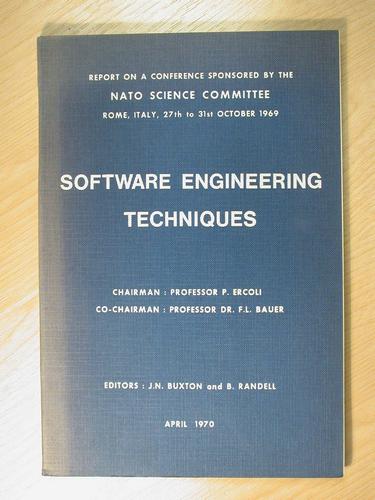 REPORT ON A CONFERENCE SPONSORED BY THE
NATO SCIENCE COMMITTEE
ROME, ITALY, 27th to 31st OCTOBER 1969
SOFTWARE ENGINEERING
TECHNIQUES
CHAIRMAN : PROFESSOR P. ERCOLI
CO-CHAIRMAN : PROFESSOR DR. F.L. BAUER
EDITORS : J.N. BUXTON and B. RANDELL
APRIL 1970